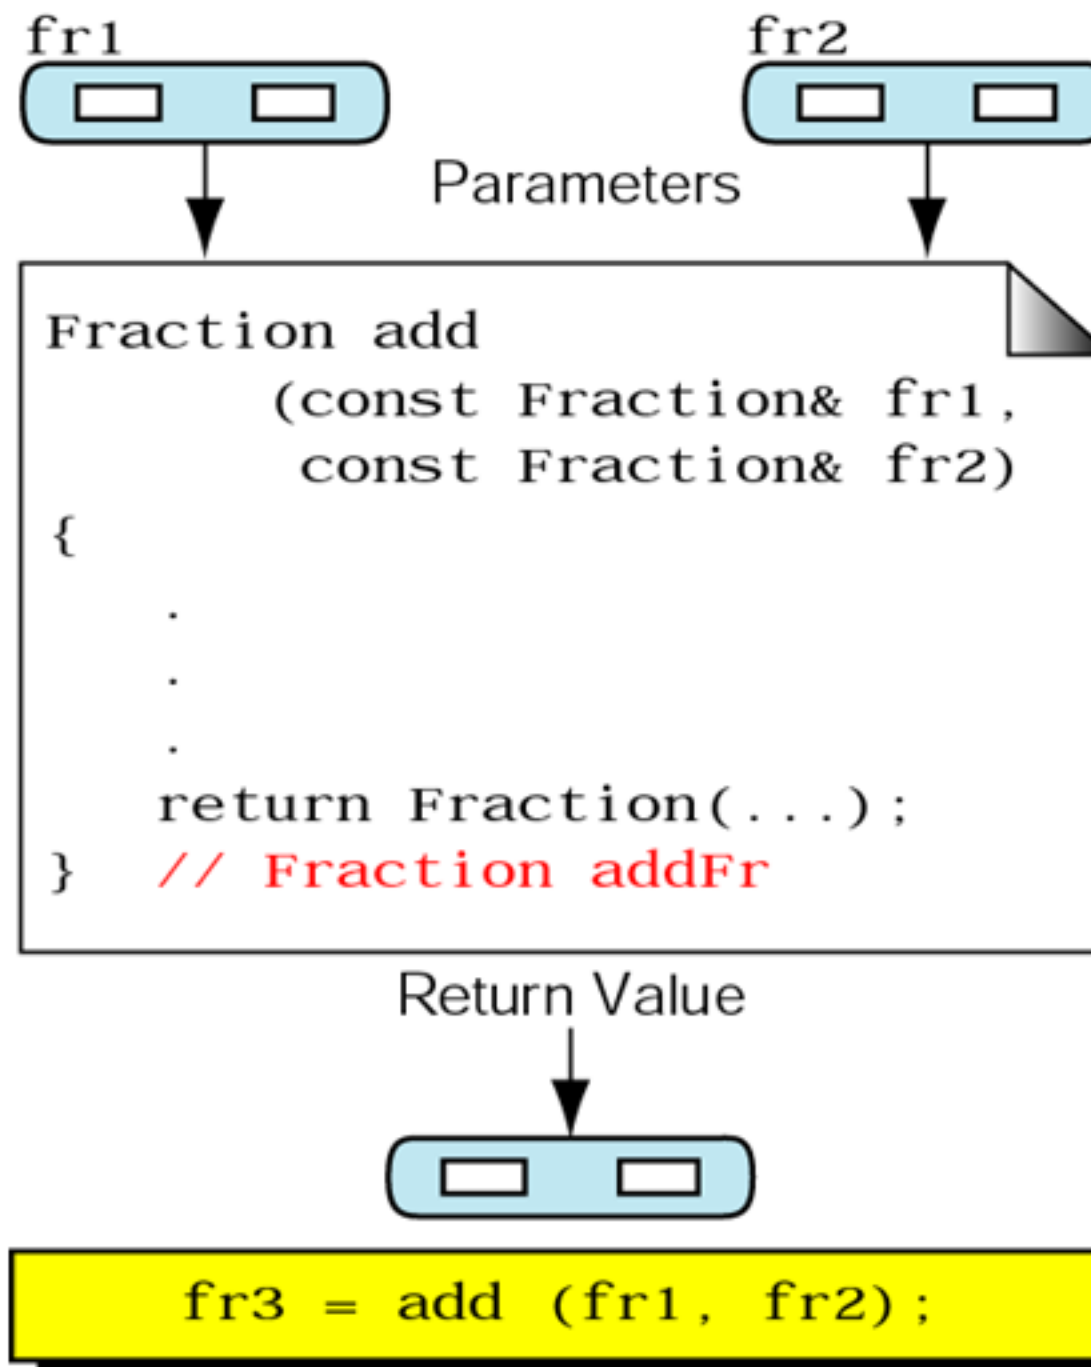 fr1 fr2
Parameters
Fraction add
(const Fraction& fr1,
const Fraction& fr2)
{
.
.
.
return Fraction(...);
} // Fraction addFr
Return Value
fr3 = add (fr1, fr2);